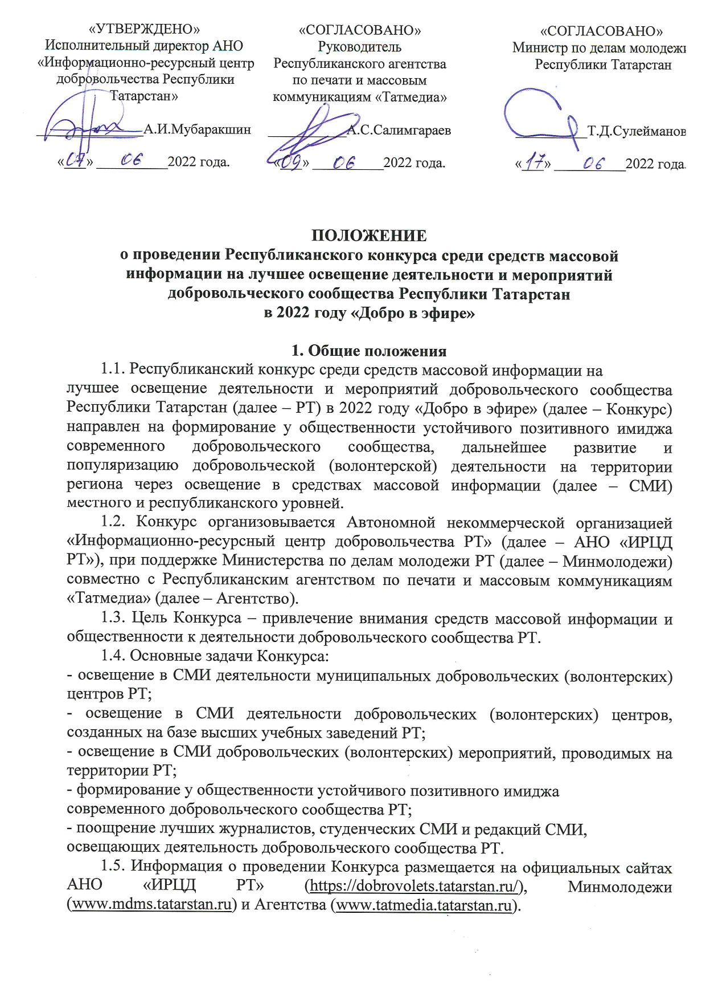 «УТВЕРЖДЕНО»
Исполнительный директор АНО
«Информационно-ресурсный центр
добровольчества Республики
Татарстан»
_______________А.И.Мубаракшин
«07» 06 2022 года.
«СОГЛАСОВАНО»
Руководитель
Республиканского агентства
по печати и массовым
коммуникациям «Татмедиа»
___________А.С.Салимгараев
«09» 06 2022 года.
«СОГЛАСОВАНО»
Министр по делам молодежи
Республики Татарстан
__________Т.Д.Сулейманов
«17» 06 2022 года.
ПОЛОЖЕНИЕ
о проведении Республиканского конкурса среди средств массовой
информации на лучшее освещение деятельности и мероприятий
добровольческого сообщества Республики Татарстан
в 2022 году «Добро в эфире»
1. Общие положения
1.1. Республиканский конкурс среди средств массовой информации на
лучшее освещение деятельности и мероприятий добровольческого сообщества
Республики Татарстан (далее – РТ) в 2022 году «Добро в эфире» (далее – Конкурс)
направлен на формирование у общественности устойчивого позитивного имиджа
современного добровольческого сообщества, дальнейшее развитие и
популяризацию добровольческой (волонтерской) деятельности на территории
региона через освещение в средствах массовой информации (далее – СМИ)
местного и республиканского уровней.
1.2. Конкурс организовывается Автономной некоммерческой организацией
«Информационно-ресурсный центр добровольчества РТ» (далее – АНО «ИРЦД
РТ»), при поддержке Министерства по делам молодежи РТ (далее – Минмолодежи)
совместно с Республиканским агентством по печати и массовым коммуникациям
«Татмедиа» (далее – Агентство).
1.3. Цель Конкурса – привлечение внимания средств массовой информации и
общественности к деятельности добровольческого сообщества РТ.
1.4. Основные задачи Конкурса:
- освещение в СМИ деятельности муниципальных добровольческих (волонтерских)
центров РТ;
- освещение в СМИ деятельности добровольческих (волонтерских) центров,
созданных на базе высших учебных заведений РТ;
- освещение в СМИ добровольческих (волонтерских) мероприятий, проводимых на
территории РТ;
- формирование у общественности устойчивого позитивного имиджа
современного добровольческого сообщества РТ;
- поощрение лучших журналистов, студенческих СМИ и редакций СМИ,
освещающих деятельность добровольческого сообщества РТ.
1.5. Информация о проведении Конкурса размещается на официальных сайтах
АНО «ИРЦД РТ» (https://dobrovolets.tatarstan.ru/), Минмолодежи
(www.mdms.tatarstan.ru) и Агентства (www.tatmedia.tatarstan.ru).